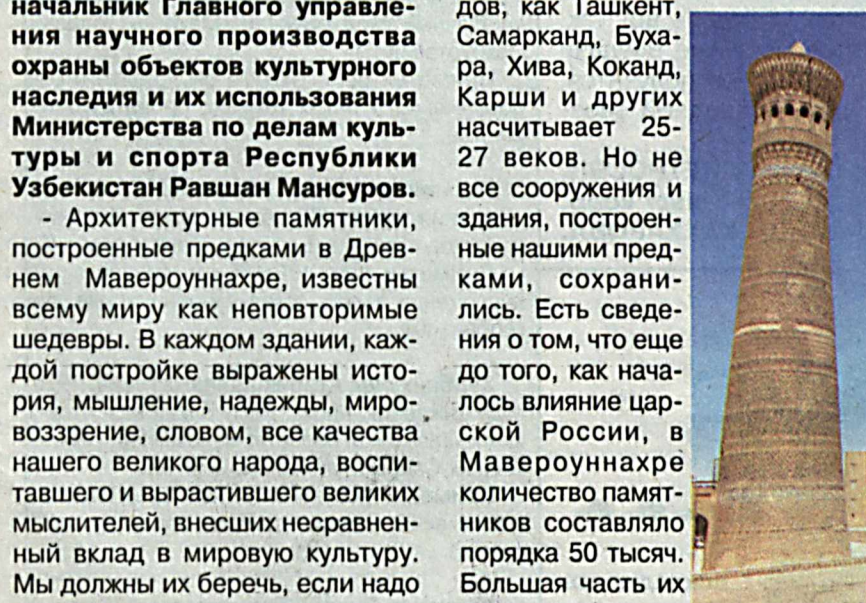 начальник Главного управле-
ния научного производства
охраны объектов культурного
наследия и их использования
Министерства по делам куль-
туры и спорта Республики
Узбекистан Равшан Мансуров.
- Архитектурные памятники,
построенные предками в Древ-
нем Мавероуннахре, известны
всему миру как неповторимые
шедевры. В каждом здании, каж-
дой постройке выражены исто-
рия, мышление, надежды, миро-
воззрение, словом, все качества
нашего великого народа, воспи-
тавшего и вырастившего великих
мыслителей, внесших несравнен-
ный вклад в мировую культуру.
Мы должны их беречь, если надо
дов, как Ташкент,
Самарканд, Буха-
ра, Хива, Коканд,
Карши и других
насчитывает 25-
27 веков. Но не
все сооружения и
здания, построен-
ные нашими пред-
ками, сохрани-
лись. Есть сведе-
ния о том, что еще
до того, как нача-
лось влияние цар-
ской России, в
Мавероуннахре
количество памят-
ников составляло
порядка 50 тысяч.
Большая часть их